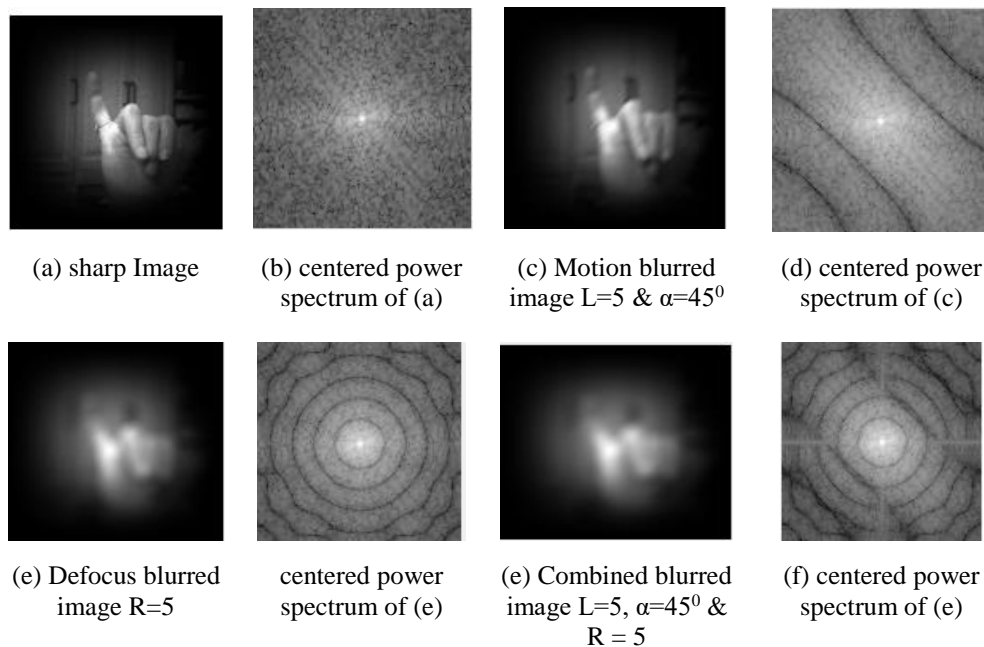 (a) sharp Image
(b) centered power
spectrum of (a)
(c) Motion blurred
image L=5 & α=45⁰
(d) centered power
spectrum of (c)
(e) Defocus blurred
image R=5
centered power
spectrum of (e)
(e) Combined blurred
image L=5, α=45⁰ &
R = 5
(f) centered power
spectrum of (e)